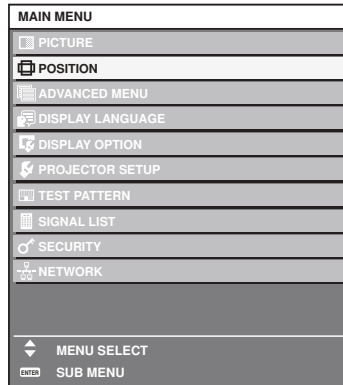 MAIN MENU
PICTURE
POSITION
ADVANCED MENU
DISPLAY LANGUAGE
DISPLAY OPTION
PROJECTOR SETUP
TEST PATTERN
SIGNAL LIST
SECURITY
NETWORK
MENU SELECT
ENTER SUB MENU